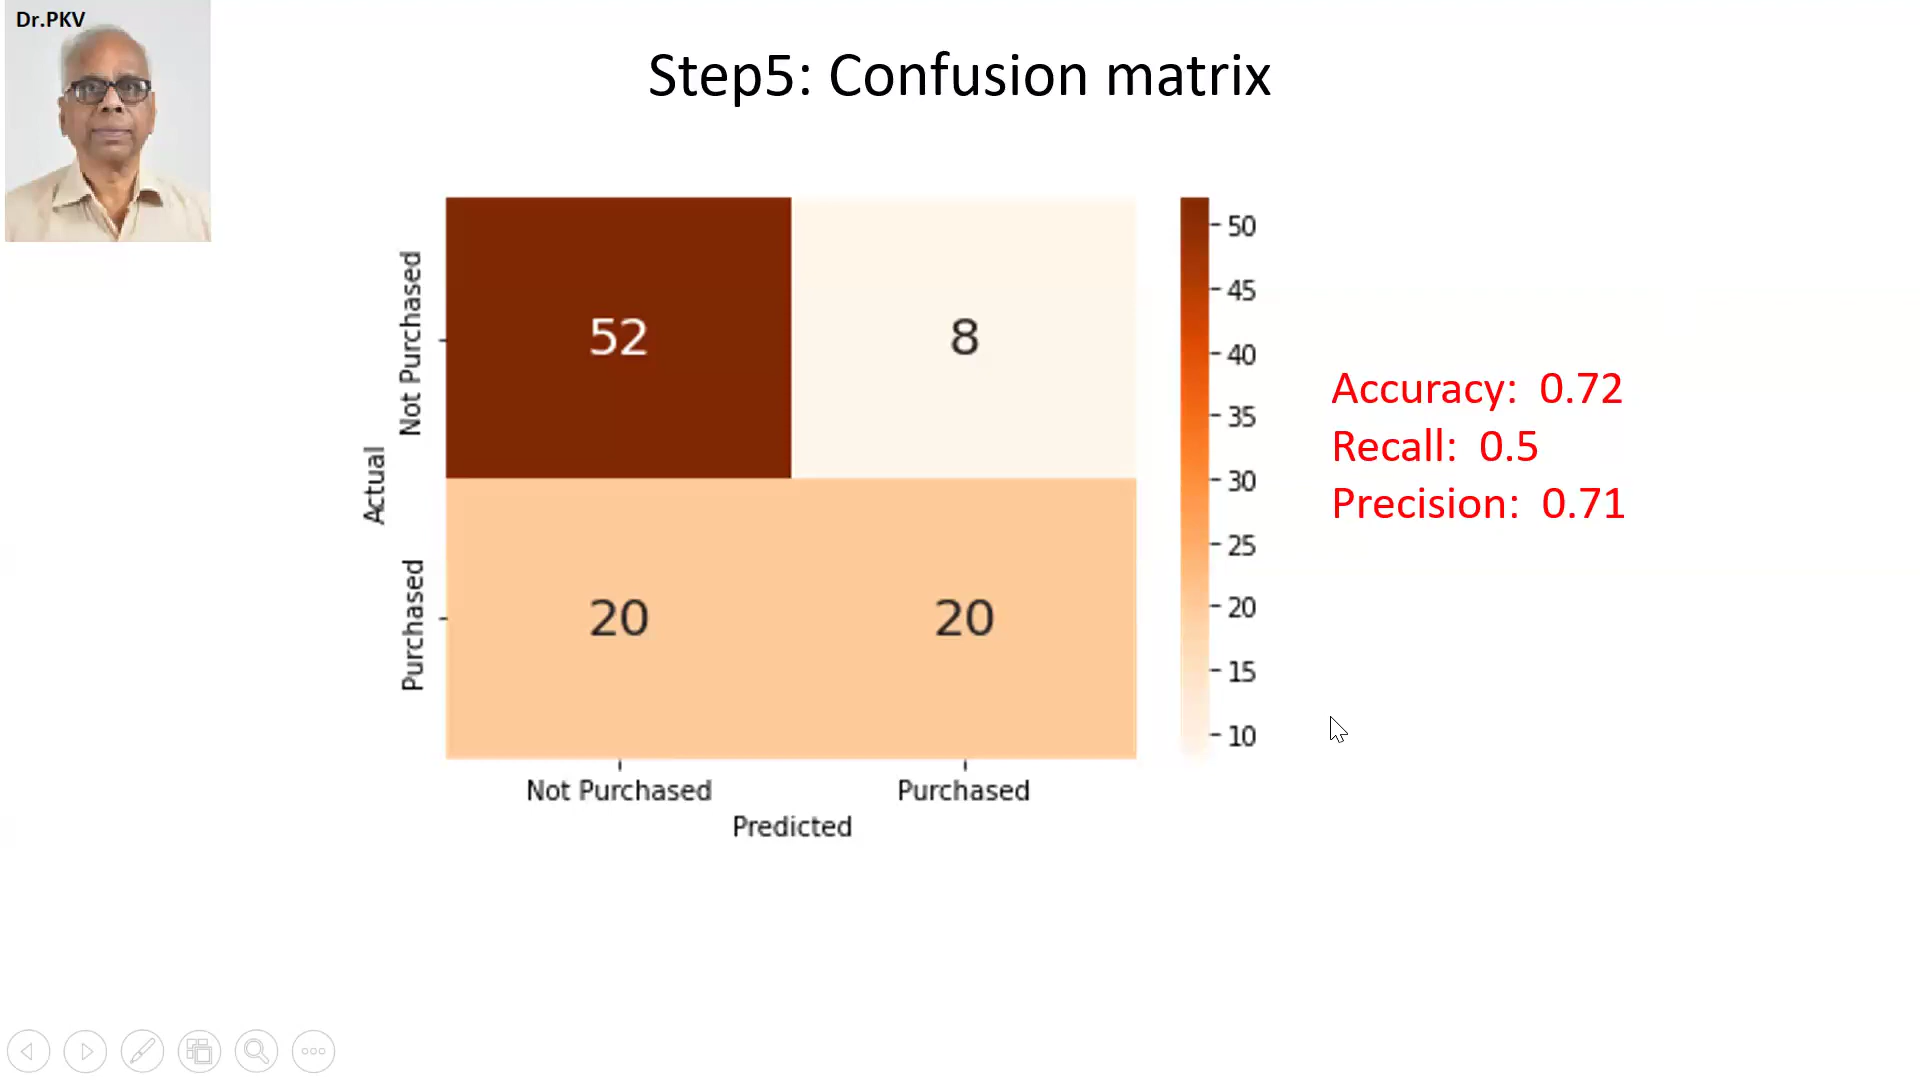 Dr.PKV
Step5: Confusion matrix
Actual
Not Purchased
Purchased
52
8
20
20
Not Purchased
Purchased
Predicted
50
45
40
35
30
25
20
15
10
Accuracy: 0.72
Recall: 0.5
Precision: 0.71